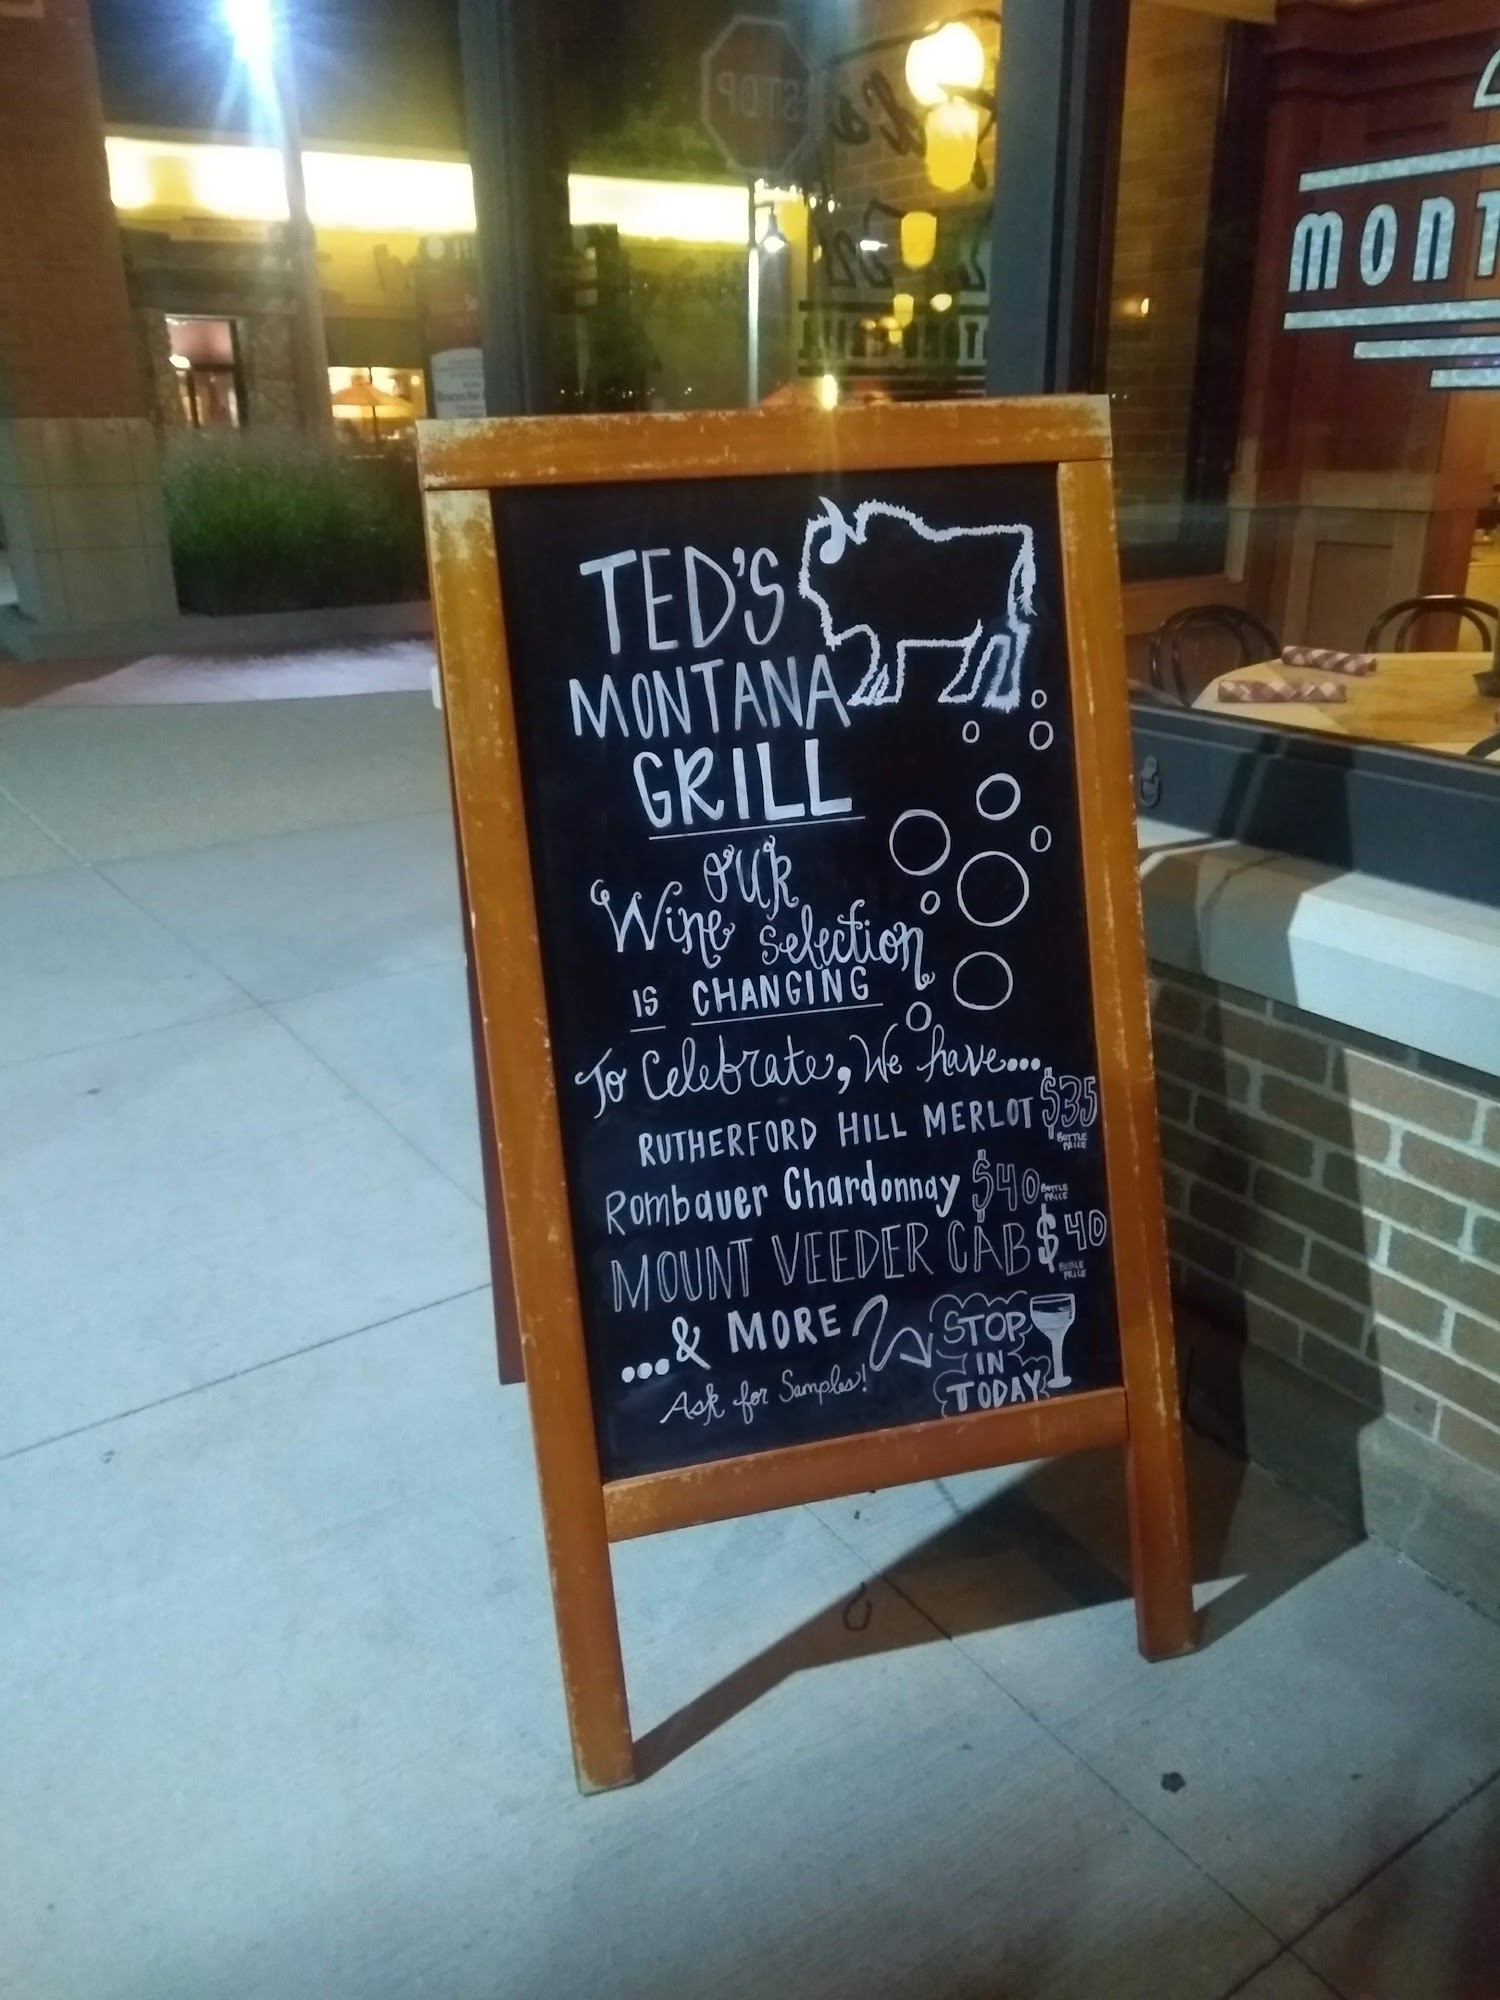 STOP
MONT
TED'S
MONTANA
GRILL
OUR
Wine Selection
IS CHANGING
To Celebrate, We have...
RUTHERFORD HILL MERLOT $35 BOTTLE PRICE
Rombauer Chardonnay $40 BOTTLE PRICE
MOUNT VEEDER CAB $40 BOTTLE PRICE
...& MORE
Ask for Samples!
STOP
IN
TODAY